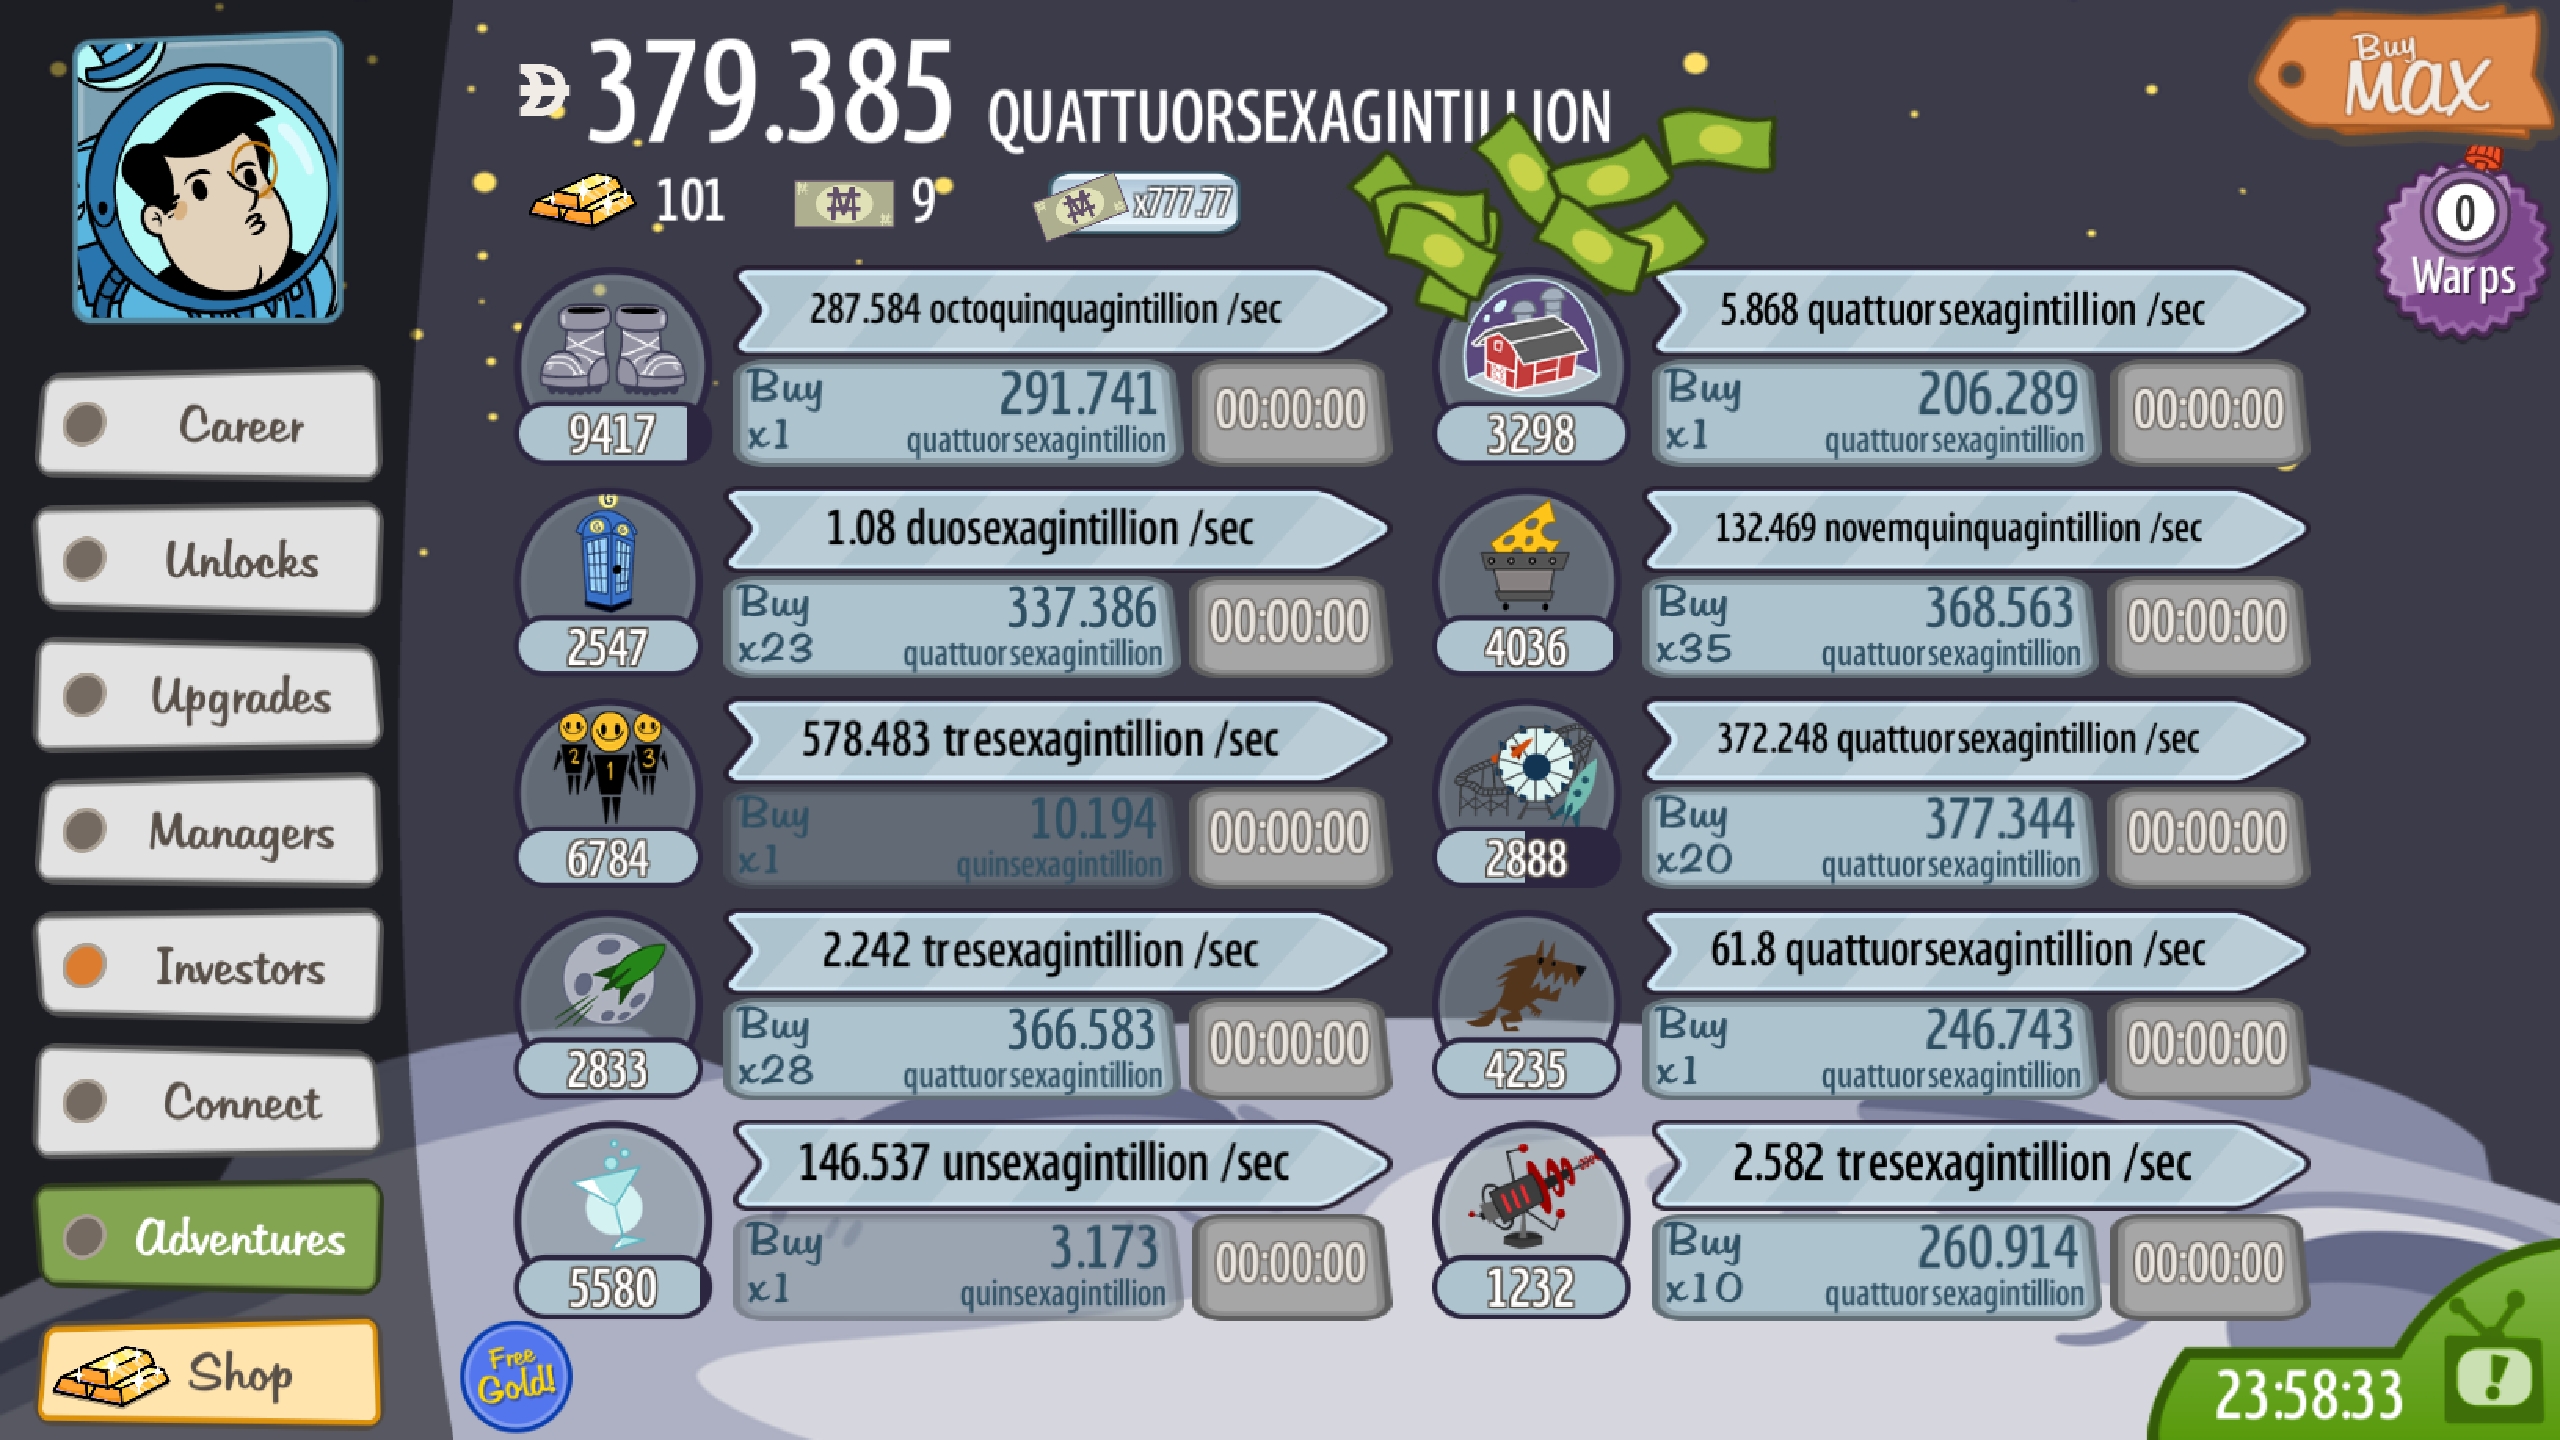 379.385 QUATTUORSEXAGINTILLION
Buy
MAX
101 9 x777.77
0
Warps
Career
Unlocks
Upgrades
Managers
Investors
Connect
Adventures
Shop
287.584 octoquinquagintillion /sec
9417
Buy 291.741
x1 quattuorsexagintillion
00:00:00
5.868 quattuorsexagintillion /sec
3298
Buy 206.289
x1 quattuorsexagintillion
00:00:00
1.08 duosexagintillion /sec
2547
Buy 337.386
x23 quattuorsexagintillion
00:00:00
132.469 novemquinquagintillion /sec
4036
Buy 368.563
x35 quattuorsexagintillion
00:00:00
578.483 tresexagintillion /sec
2 1 3
6784
Buy 10.194
x1 quinsexagintillion
00:00:00
372.248 quattuorsexagintillion /sec
2888
Buy 377.344
x20 quattuorsexagintillion
00:00:00
2.242 tresexagintillion /sec
2833
Buy 366.583
x28 quattuorsexagintillion
00:00:00
61.8 quattuorsexagintillion /sec
4235
Buy 246.743
x1 quattuorsexagintillion
00:00:00
146.537 unsexagintillion /sec
5580
Buy 3.173
x1 quinsexagintillion
00:00:00
2.582 tresexagintillion /sec
1232
Buy 260.914
x10 quattuorsexagintillion
00:00:00
Free
Gold!
23:58:33